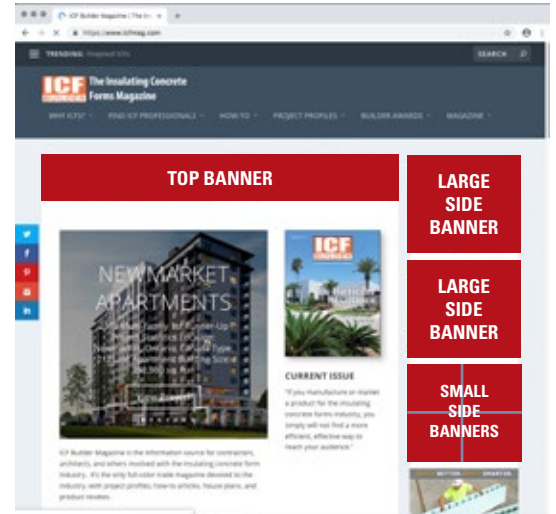 ICF Builder Magazine | The In
https://www.icfmag.com
TRENDING:
SEARCH
ICF
BUILDER
The Insulating Concrete
Forms Magazine
WHY ICFS?
FIND ICF PROFESSIONALS
HOW-TO
PROJECT PROFILES
BUILDER AWARDS
MAGAZINE
TOP BANNER
LARGE
SIDE
BANNER
LARGE
SIDE
BANNER
SMALL
SIDE
BANNERS
NEWMARKET
APARTMENTS
ICF
CURRENT ISSUE
"If you manufacture or market
a product for the insulating
concrete forms industry, you
simply will not find a more
efficient, effective way to
reach your audience."
ICF Builder Magazine is the information source for contractors,
architects, and others involved with the insulating concrete form
industry. It's the only full-color trade magazine devoted to the
industry, with project profiles, how-to articles, house plans, and
product reviews.